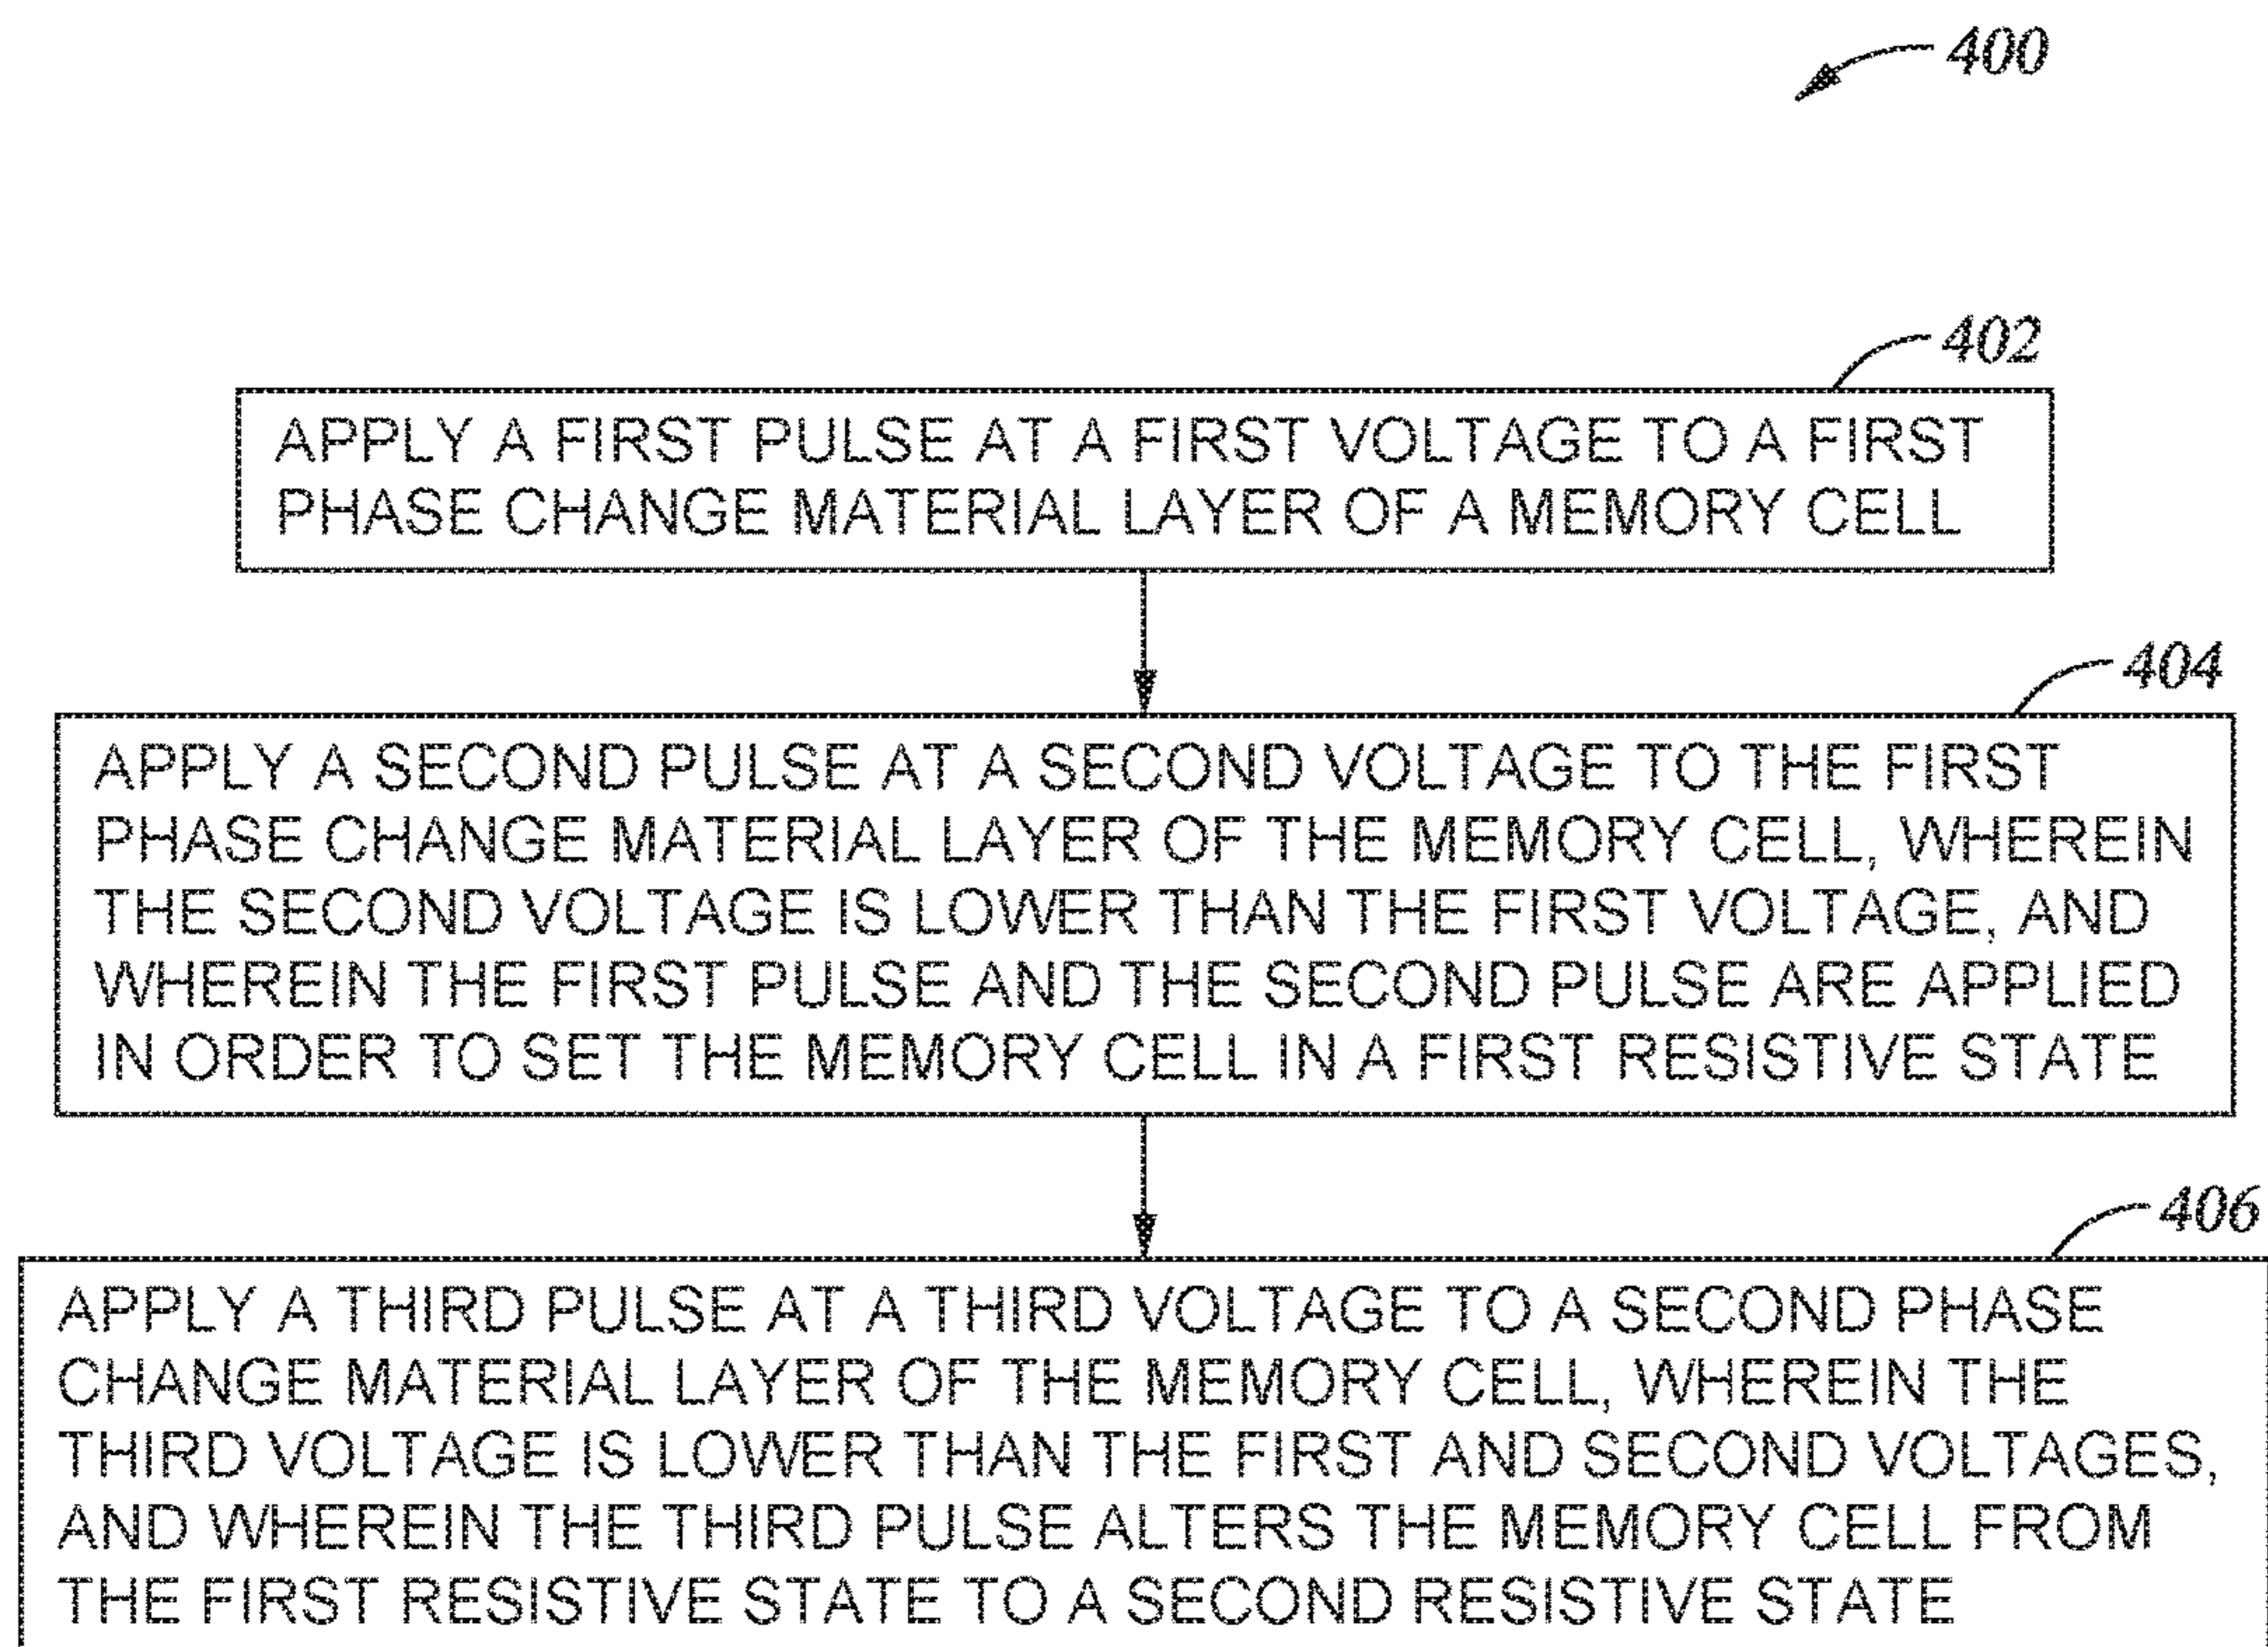 400
402
APPLY A FIRST PULSE AT A FIRST VOLTAGE TO A FIRST
PHASE CHANGE MATERIAL LAYER OF A MEMORY CELL
404
APPLY A SECOND PULSE AT A SECOND VOLTAGE TO THE FIRST
PHASE CHANGE MATERIAL LAYER OF THE MEMORY CELL, WHEREIN
THE SECOND VOLTAGE IS LOWER THAN THE FIRST VOLTAGE, AND
WHEREIN THE FIRST PULSE AND THE SECOND PULSE ARE APPLIED
IN ORDER TO SET THE MEMORY CELL IN A FIRST RESISTIVE STATE
406
APPLY A THIRD PULSE AT A THIRD VOLTAGE TO A SECOND PHASE
CHANGE MATERIAL LAYER OF THE MEMORY CELL, WHEREIN THE
THIRD VOLTAGE IS LOWER THAN THE FIRST AND SECOND VOLTAGES,
AND WHEREIN THE THIRD PULSE ALTERS THE MEMORY CELL FROM
THE FIRST RESISTIVE STATE TO A SECOND RESISTIVE STATE